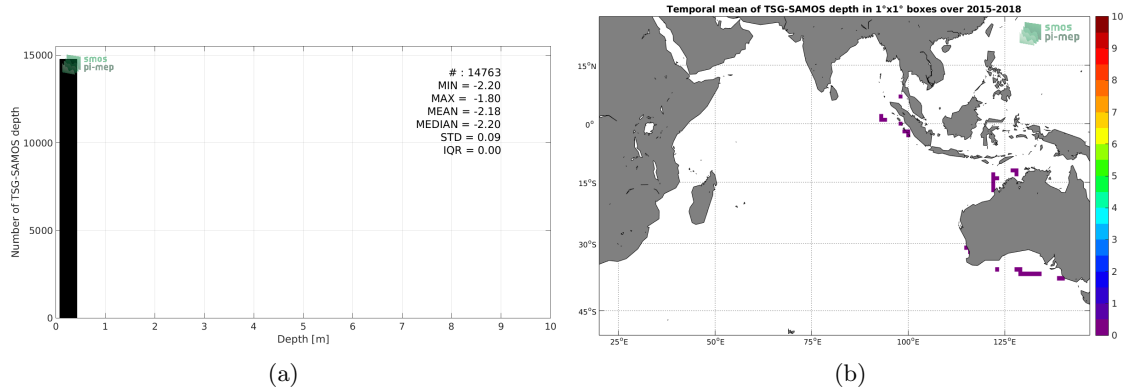 15000
10000
5000
0
Number of TSG-SAMOS depth
smos
pi-mep
# : 14763
MIN = -2.20
MAX = -1.80
MEAN = -2.18
MEDIAN = -2.20
STD = 0.09
IQR = 0.00
0 1 2 3 4 5 6 7 8 9 10
Depth [m]
(a)
Temporal mean of TSG-SAMOS depth in 1°x1° boxes over 2015-2018
smos
pi-mep
15°N
0°
15°S
30°S
45°S
25°E 50°E 75°E 100°E 125°E
10
9
8
7
6
5
4
3
2
1
0
(b)